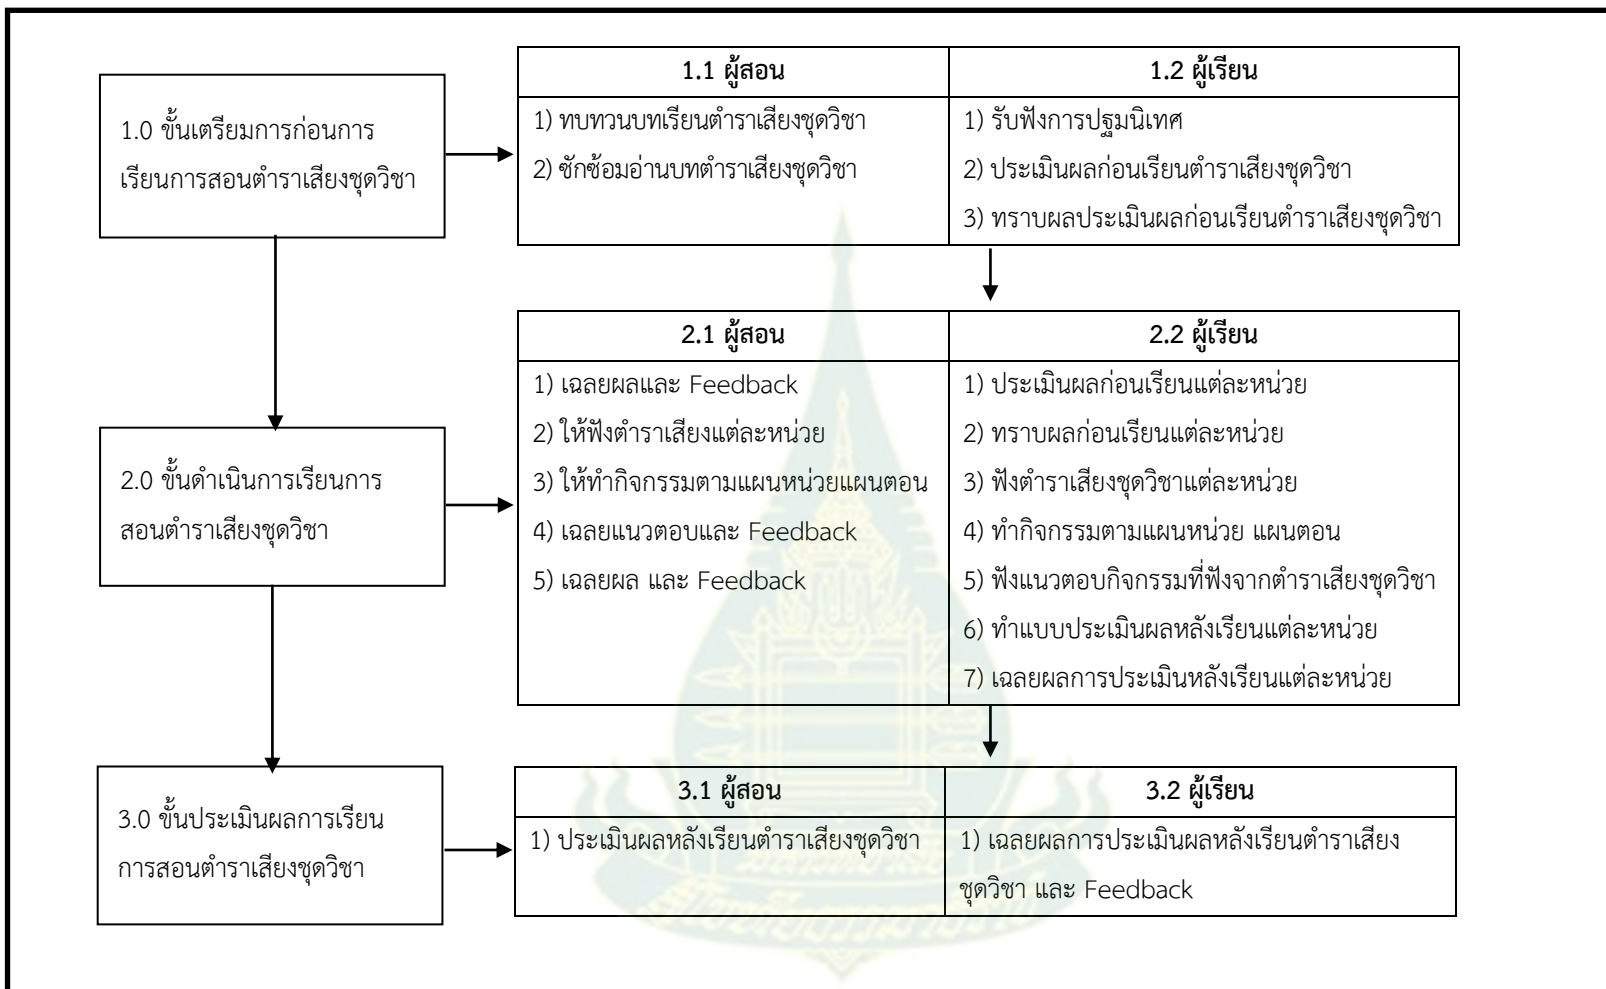 1.0 ขั้นเตรียมการก่อนการ
เรียนการสอนตำราเสียงชุดวิชา
1.1 ผู้สอน
1) ทบทวนบทเรียนตำราเสียงชุดวิชา
2) ซักซ้อมอ่านบทตำราเสียงชุดวิชา
1.2 ผู้เรียน
1) รับฟังการปฐมนิเทศ
2) ประเมินผลก่อนเรียนตำราเสียงชุดวิชา
3) ทราบผลประเมินผลก่อนเรียนตำราเสียงชุดวิชา
2.0 ขั้นดำเนินการเรียนการ
สอนตำราเสียงชุดวิชา
2.1 ผู้สอน
1) เฉลยผลและ Feedback
2) ให้ฟังตำราเสียงแต่ละหน่วย
3) ให้ทำกิจกรรมตามแผนหน่วยแผนตอน
4) เฉลยแนวตอบและ Feedback
5) เฉลยผล และ Feedback
2.2 ผู้เรียน
1) ประเมินผลก่อนเรียนแต่ละหน่วย
2) ทราบผลก่อนเรียนแต่ละหน่วย
3) ฟังตำราเสียงชุดวิชาแต่ละหน่วย
4) ทำกิจกรรมตามแผนหน่วย แผนตอน
5) ฟังแนวตอบกิจกรรมที่ฟังจากตำราเสียงชุดวิชา
6) ทำแบบประเมินผลหลังเรียนแต่ละหน่วย
7) เฉลยผลการประเมินหลังเรียนแต่ละหน่วย
3.0 ขั้นประเมินผลการเรียน
การสอนตำราเสียงชุดวิชา
3.1 ผู้สอน
1) ประเมินผลหลังเรียนตำราเสียงชุดวิชา
3.2 ผู้เรียน
1) เฉลยผลการประเมินผลหลังเรียนตำราเสียง
ชุดวิชา และ Feedback